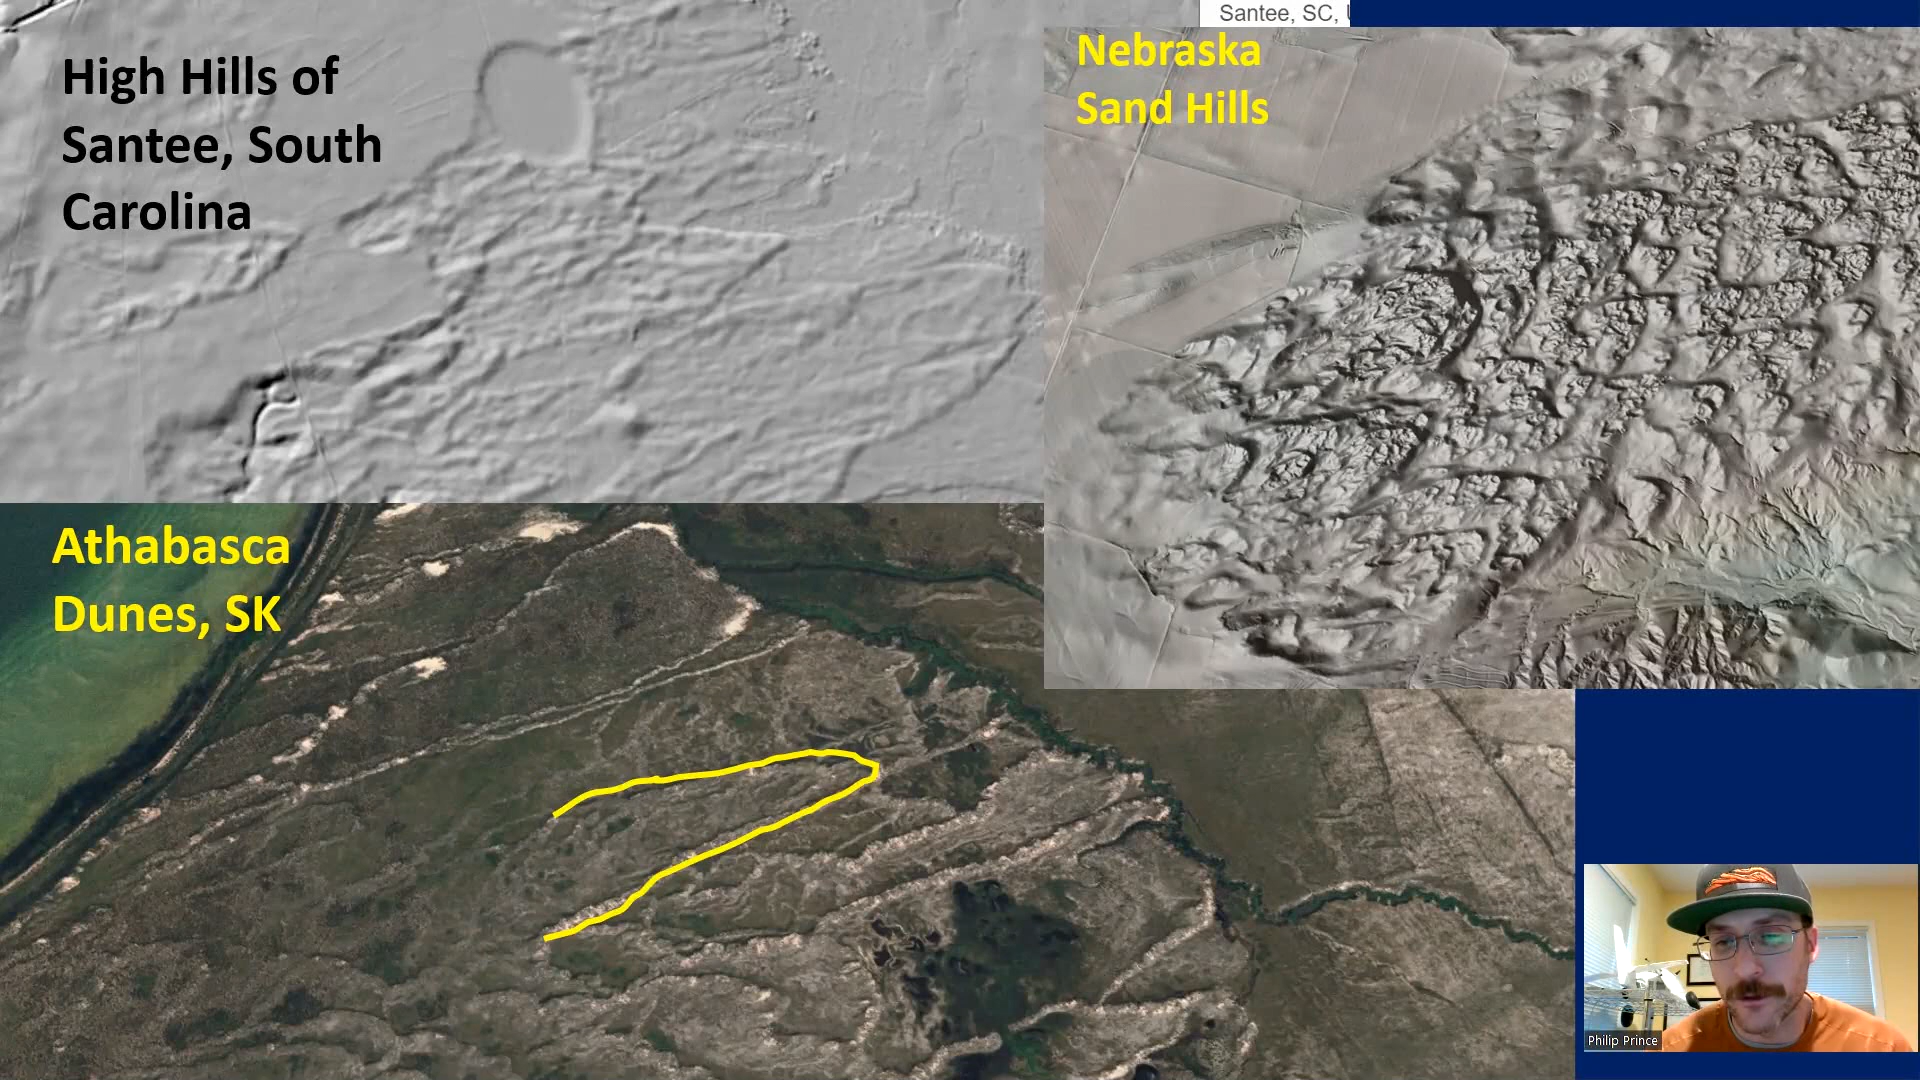 High Hills of
Santee, South
Carolina
Santee, SC,
Nebraska
Sand Hills
Athabasca
Dunes, SK
Philip Prince